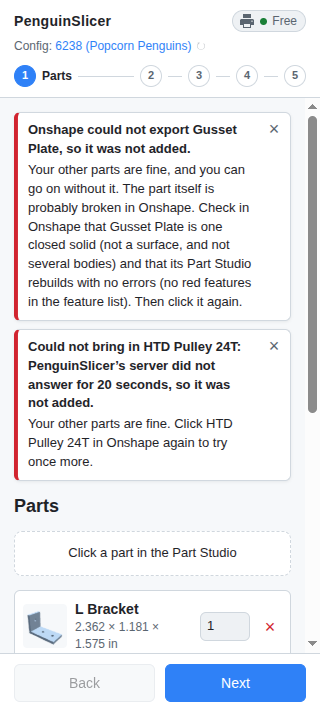 PenguinSlicer
Free
Config: 6238 (Popcorn Penguins)
1 Parts 2 3 4 5
Onshape could not export Gusset
Plate, so it was not added.
×
Your other parts are fine, and you can
go on without it. The part itself is
probably broken in Onshape. Check in
Onshape that Gusset Plate is one
closed solid (not a surface, and not
several bodies) and that its Part Studio
rebuilds with no errors (no red features
in the feature list). Then click it again.
Could not bring in HTD Pulley 24T:
×
PenguinSlicer’s server did not
answer for 20 seconds, so it was
not added.
Your other parts are fine. Click HTD
Pulley 24T in Onshape again to try
once more.
Parts
Click a part in the Part Studio
L Bracket
2.362 × 1.181 ×
1.575 in
1
×
Back
Next